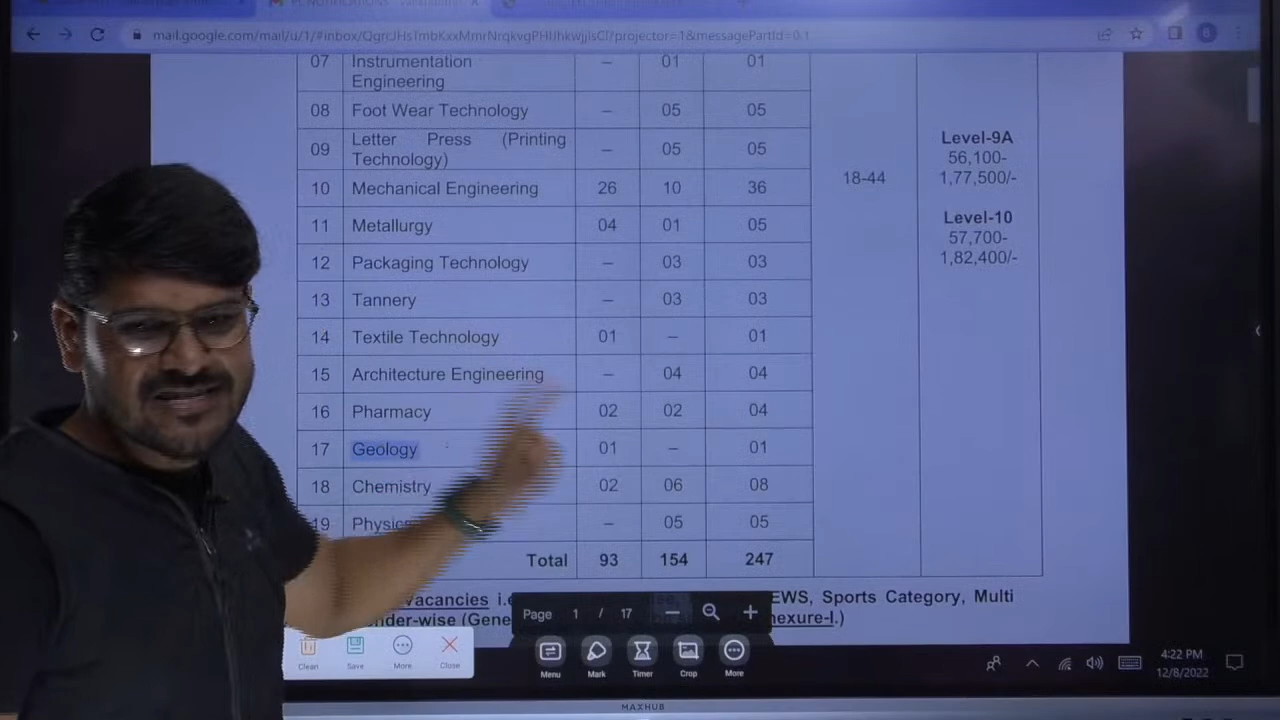 mail.google.com/mail/u/1/#inbox/
?projector=1&messagePartId=0.1
07 Instrumentation Engineering – 01 01
08 Foot Wear Technology – 05 05
09 Letter Press (Printing Technology) – 05 05
10 Mechanical Engineering 26 10 36
11 Metallurgy 04 01 05
12 Packaging Technology – 03 03
13 Tannery – 03 03
14 Textile Technology 01 – 01
15 Architecture Engineering – 04 04
16 Pharmacy 02 02 04
17 Geology 01 – 01
18 Chemistry 02 06 08
19 Physics – 05 05
Total 93 154 247
18-44
Level-9A
56,100-
1,77,500/-
Level-10
57,700-
1,82,400/-
vacancies
EWS, Sports Category, Multi
Page 1 / 17
Clean Save More Close
Menu Mark Timer Crop More
4:22 PM
12/8/2022
MAXHUB